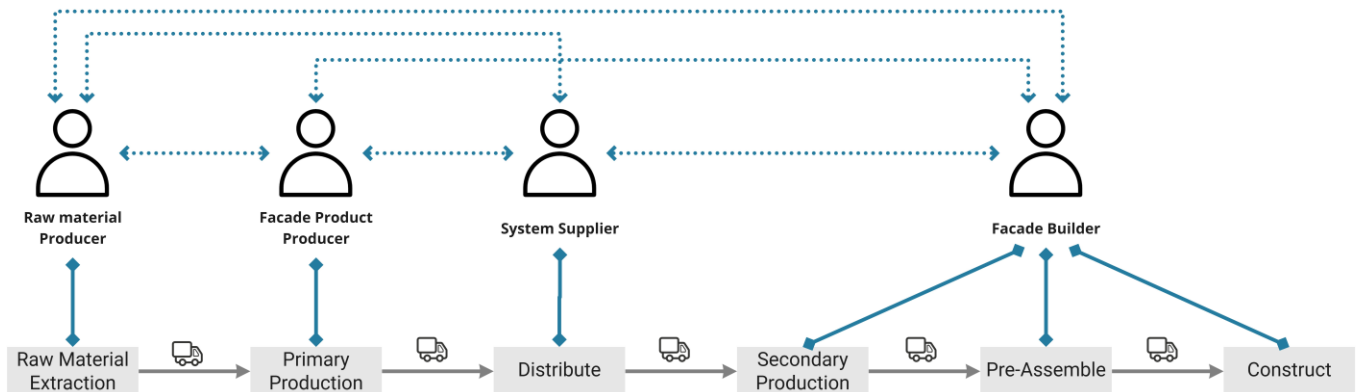 Raw material
Producer
Facade Product
Producer
System Supplier
Facade Builder
Raw Material
Extraction
Primary
Production
Distribute
Secondary
Production
Pre-Assemble
Construct